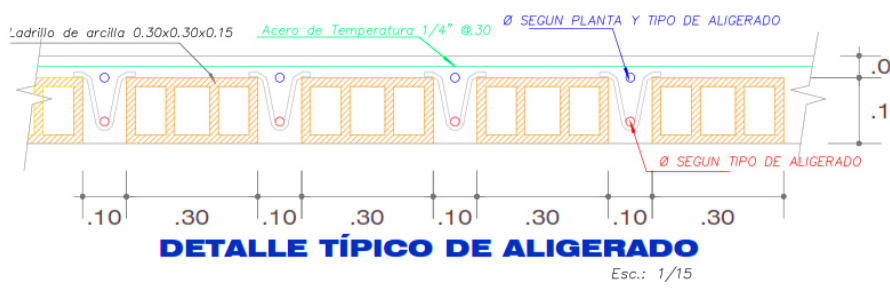 Ø SEGUN PLANTA Y TIPO DE ALIGERADO
Ladrillo de arcilla 0.30x0.30x0.15
Acero de Temperatura 1/4" @.30
.0
.1
Ø SEGUN TIPO DE ALIGERADO
.10 .30 .10 .30 .10 .30 .10 .30
DETALLE TÍPICO DE ALIGERADO
Esc.: 1/15